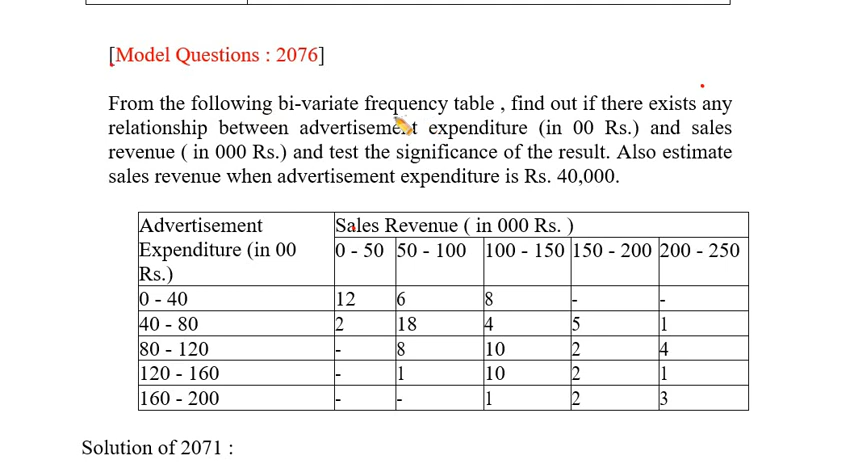 [Model Questions : 2076]
From the following bi-variate frequency table , find out if there exists any
relationship between advertisement expenditure (in 00 Rs.) and sales
revenue ( in 000 Rs.) and test the significance of the result. Also estimate
sales revenue when advertisement expenditure is Rs. 40,000.
Advertisement Expenditure (in 00 Rs.) Sales Revenue ( in 000 Rs. )
0 - 50 50 - 100 100 - 150 150 - 200 200 - 250
0 - 40 12 6 8 - -
40 - 80 2 18 4 5 1
80 - 120 - 8 10 2 4
120 - 160 - 1 10 2 1
160 - 200 - - 1 2 3
Solution of 2071 :